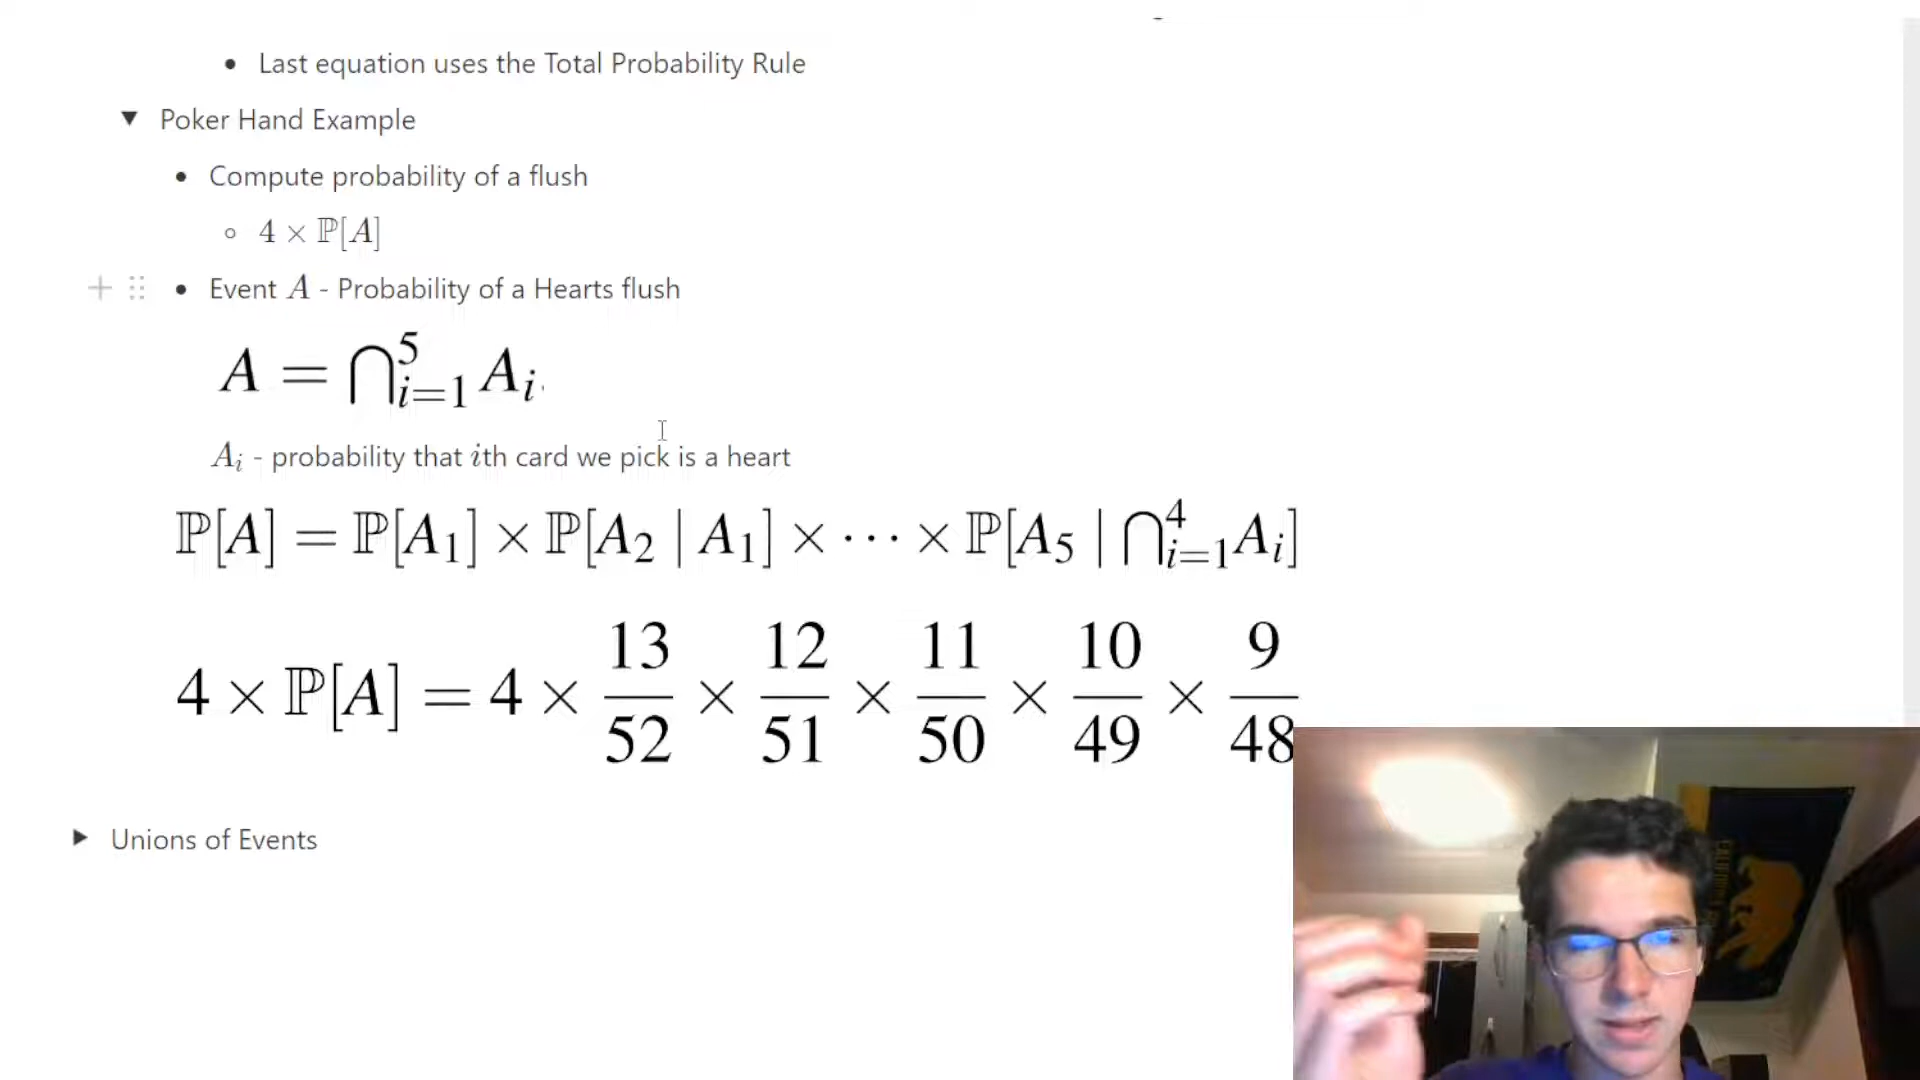 • Last equation uses the Total Probability Rule
▼ Poker Hand Example
• Compute probability of a flush
◦ 4 × ℙ[A]
• Event A - Probability of a Hearts flush
A = ⋂_{i=1}^{5} A_i.
A_i - probability that ith card we pick is a heart
ℙ[A] = ℙ[A_1] × ℙ[A_2 | A_1] × ⋯ × ℙ[A_5 | ⋂_{i=1}^{4} A_i]
4 × ℙ[A] = 4 × 13/52 × 12/51 × 11/50 × 10/49 × 9/48
▶ Unions of Events